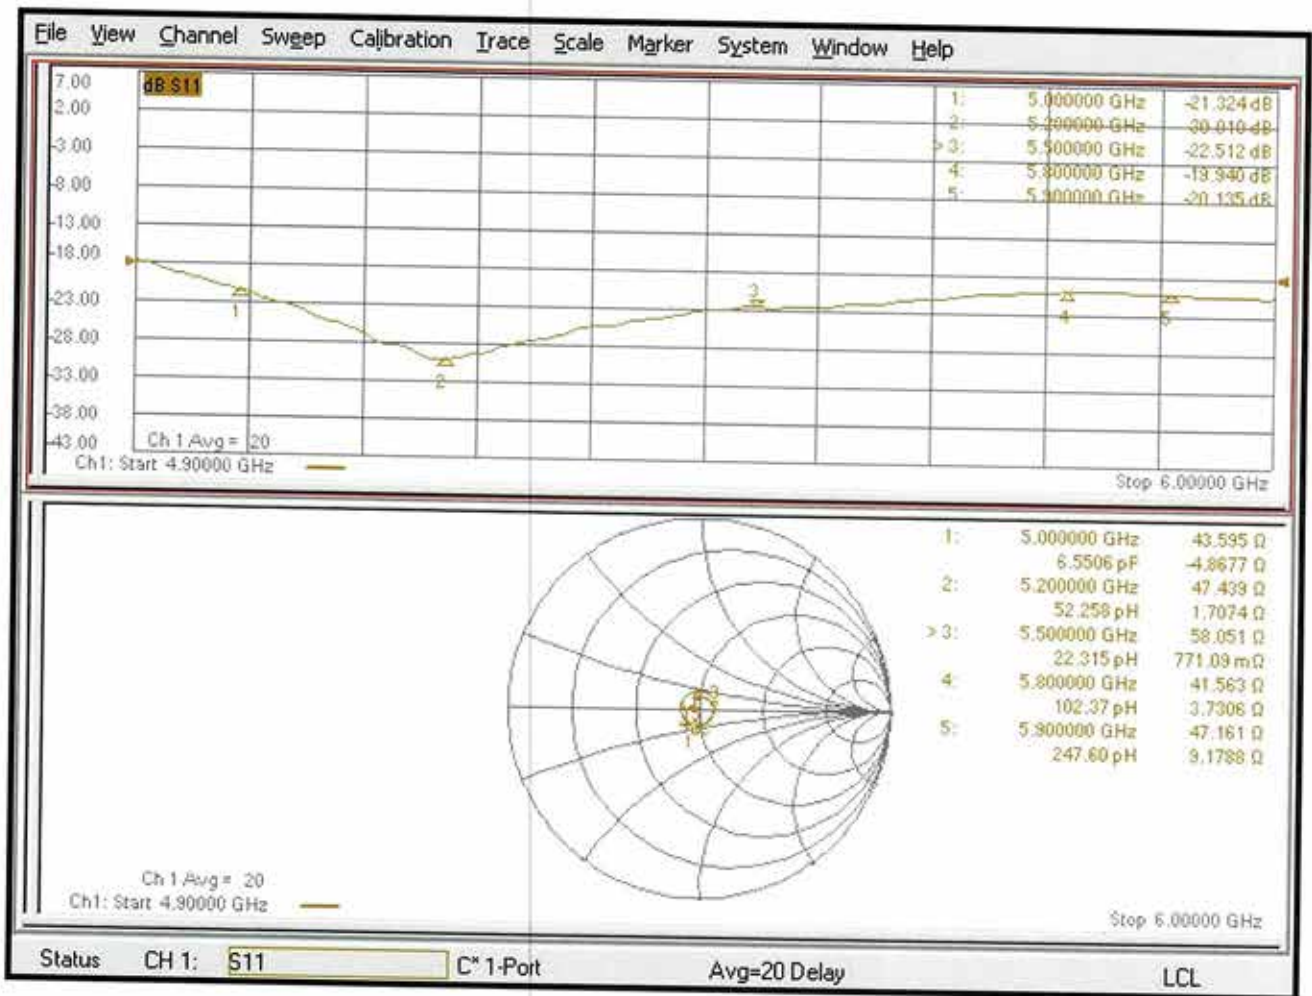 File View Channel Sweep Calibration Trace Scale Marker System Window Help
7.00
2.00
-3.00
-8.00
-13.00
-18.00
-23.00
-28.00
-33.00
-38.00
-43.00
dB S11
1: 5.000000 GHz -21.324 dB
2: 5.200000 GHz -30.010 dB
> 3: 5.500000 GHz -22.512 dB
4: 5.800000 GHz -19.940 dB
5: 5.900000 GHz -20.135 dB
1
2
3
4
5
Ch 1 Avg = 20
Ch1: Start 4.90000 GHz
Stop 6.00000 GHz
1: 5.000000 GHz 43.595 Ω
6.5506 pF -4.8677 Ω
2: 5.200000 GHz 47.439 Ω
52.258 pH 1.7074 Ω
> 3: 5.500000 GHz 58.051 Ω
22.315 pH 771.09 mΩ
4: 5.800000 GHz 41.563 Ω
102.37 pH 3.7306 Ω
5: 5.900000 GHz 47.161 Ω
247.60 pH 9.1788 Ω
3
1
Ch 1 Avg = 20
Ch1: Start 4.90000 GHz
Stop 6.00000 GHz
Status CH 1: S11 C* 1-Port Avg=20 Delay LCL